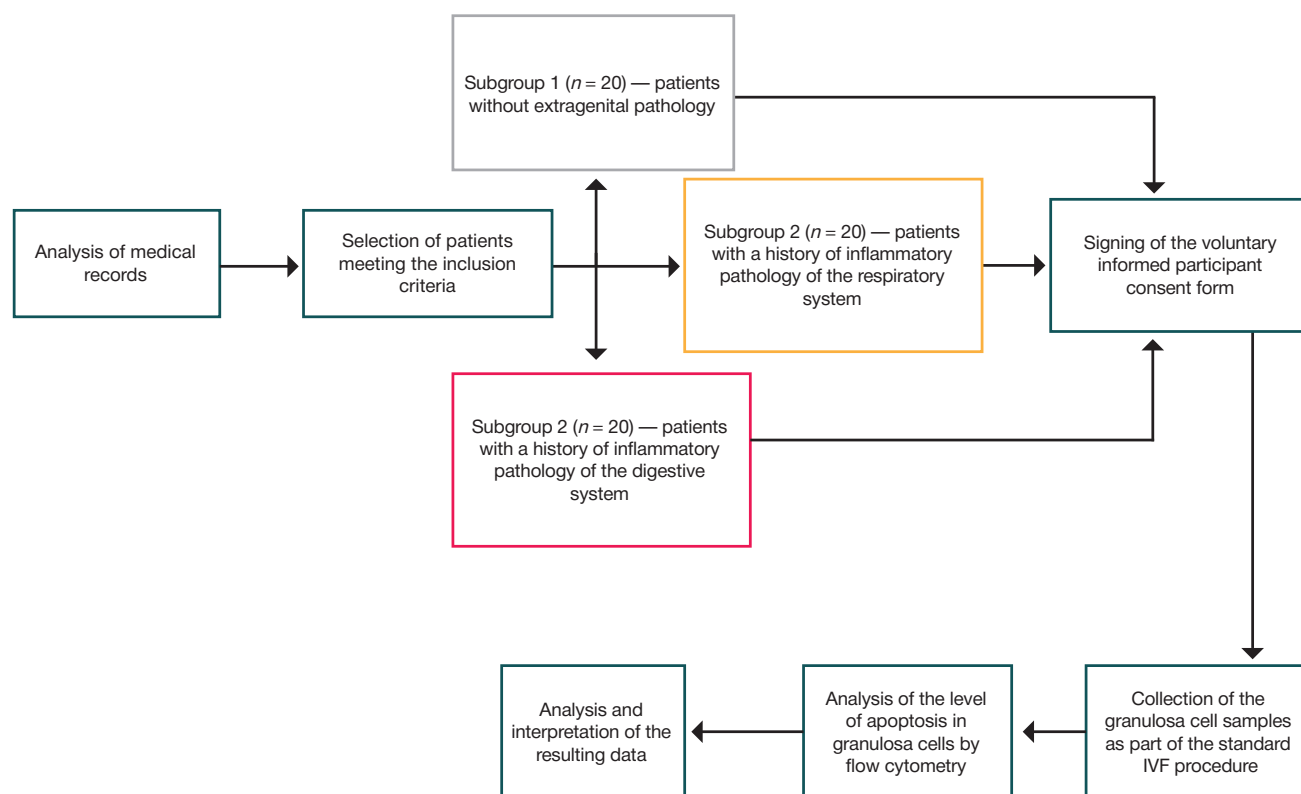 Subgroup 1 (n = 20) — patients
without extragenital pathology
Analysis of medical
records
Selection of patients
meeting the inclusion
criteria
Subgroup 2 (n = 20) — patients
with a history of inflammatory
pathology of the respiratory
system
Signing of the voluntary
informed participant
consent form
Subgroup 2 (n = 20) — patients
with a history of inflammatory
pathology of the digestive
system
Collection of the
granulosa cell samples
as part of the standard
IVF procedure
Analysis of the level
of apoptosis in
granulosa cells by
flow cytometry
Analysis and
interpretation of the
resulting data